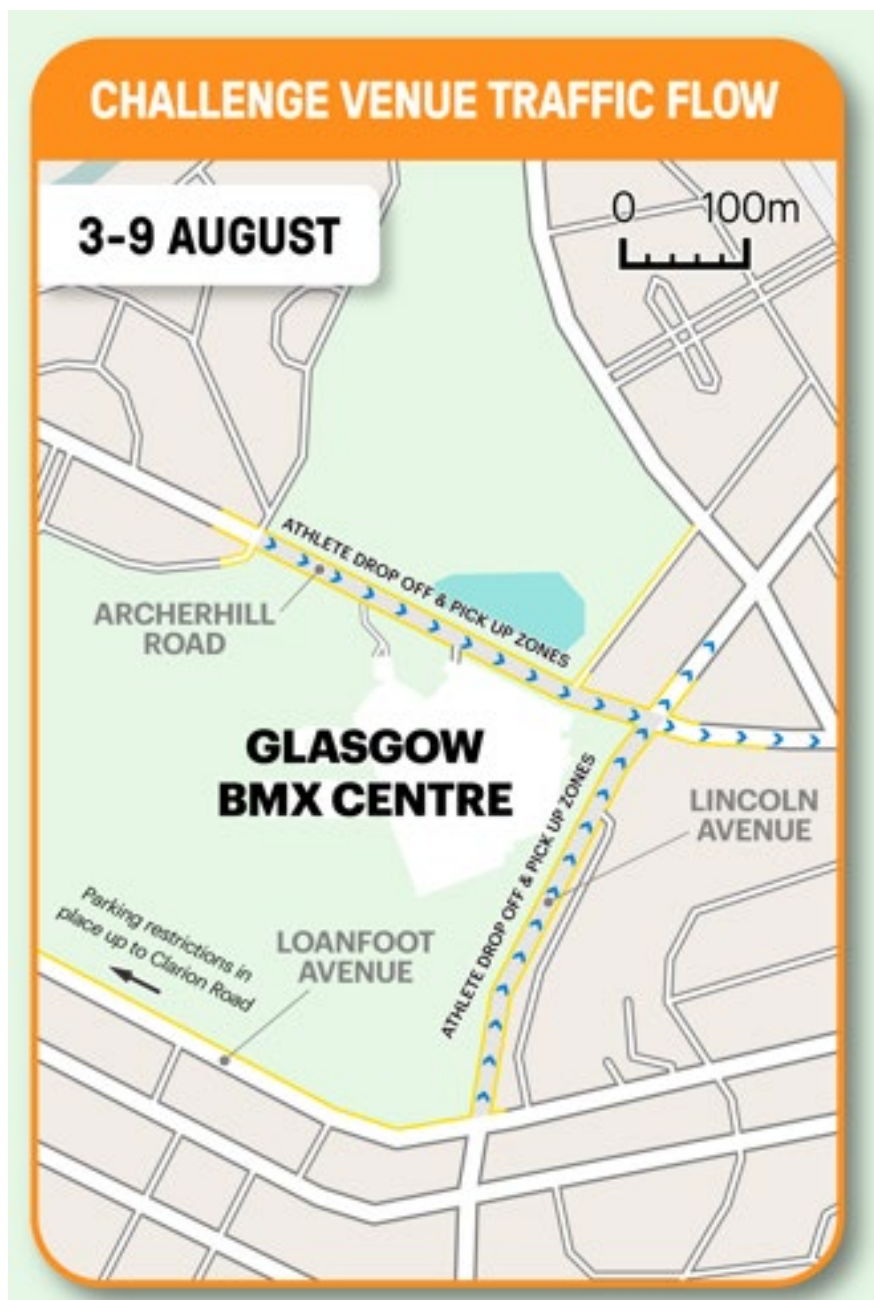 CHALLENGE VENUE TRAFFIC FLOW
3-9 AUGUST
0 100m
ATHLETE DROP OFF & PICK UP ZONES
ARCHERHILL
ROAD
GLASGOW
BMX CENTRE
LINCOLN
AVENUE
ATHLETE DROP OFF & PICK UP ZONES
Parking restrictions in
place up to Clarion Road
LOANFOOT
AVENUE